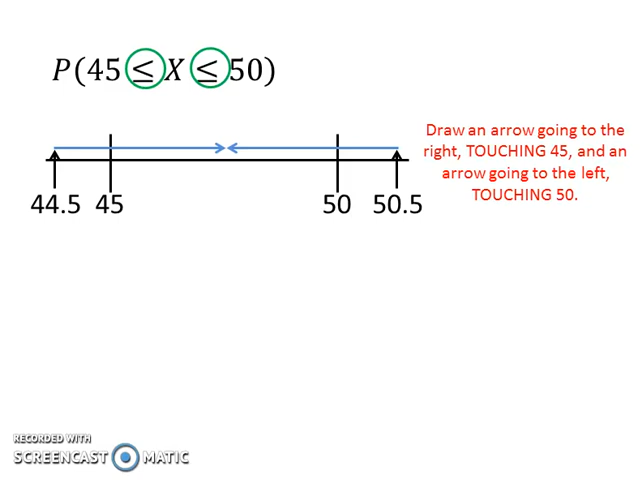 P(45 ≤ X ≤ 50)
Draw an arrow going to the
right, TOUCHING 45, and an
arrow going to the left,
TOUCHING 50.
44.5 45 50 50.5
RECORDED WITH
SCREENCAST MATIC